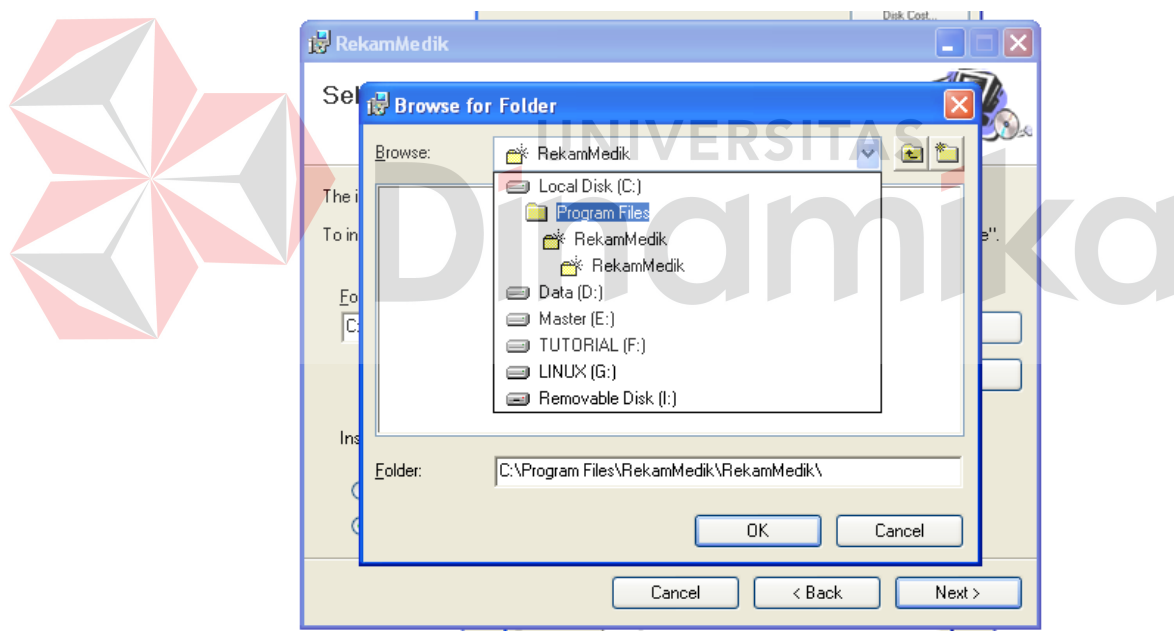 Disk Cost...
RekamMedik
Sel
Browse for Folder
UNIVERSITAS
Dinamika
Browse:
RekamMedik
Local Disk (C:)
Program Files
RekamMedik
RekamMedik
Data (D:)
Master (E:)
TUTORIAL (F:)
LINUX (G:)
Removable Disk (I:)
The i
To in
e".
Fo
C:
Ins
Folder:
C:\Program Files\RekamMedik\RekamMedik\
OK
Cancel
Cancel
< Back
Next >